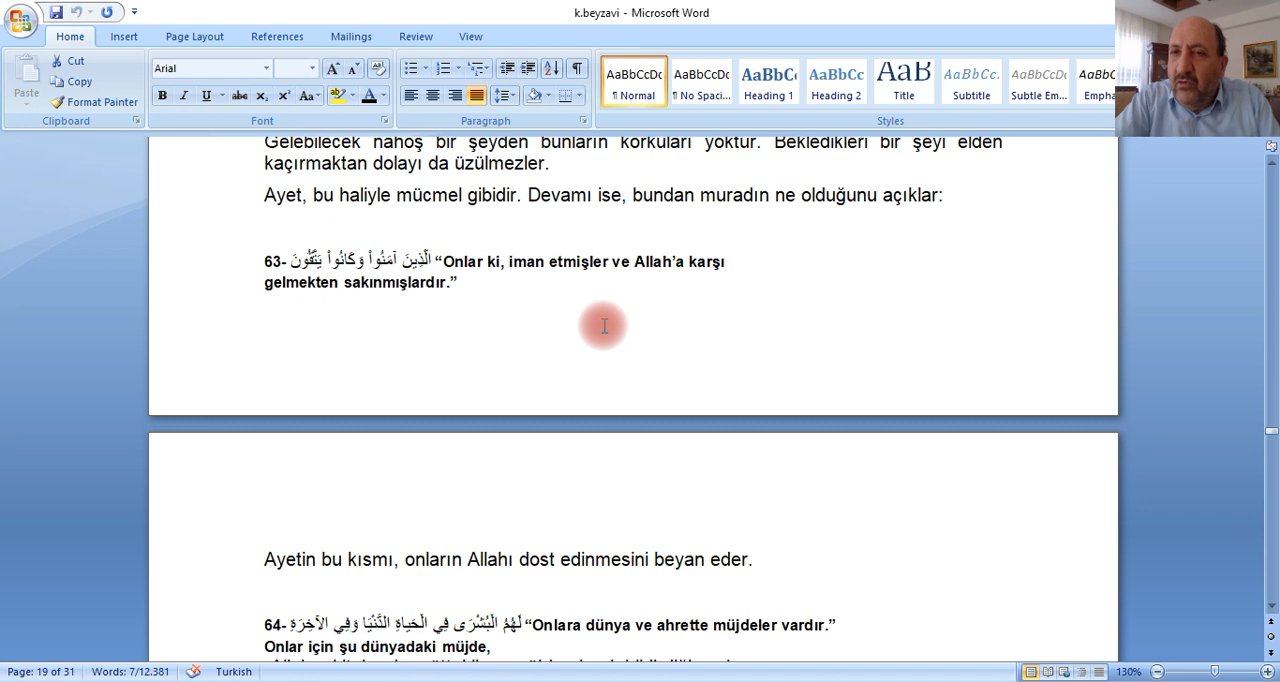 k.beyzavi - Microsoft Word
Home Insert Page Layout References Mailings Review View
Paste
Cut
Copy
Format Painter
Clipboard
Arial
Font
Paragraph
AaBbCcDc AaBbCcDc AaBbC AaBbCc AaB AaBbCc. AaBbCcDc AaBbC
¶ Normal ¶ No Spaci... Heading 1 Heading 2 Title Subtitle Subtle Em... Empha
Styles
Gelebilecek nahoş bir şeyden bunların korkuları yoktur. Bekledikleri bir şeyi elden
kaçırmaktan dolayı da üzülmezler.
Ayet, bu haliyle mücmel gibidir. Devamı ise, bundan muradın ne olduğunu açıklar:
63- الَّذِينَ آمَنُواْ وَكَانُواْ يَتَّقُونَ “Onlar ki, iman etmişler ve Allah’a karşı
gelmekten sakınmışlardır.”
Ayetin bu kısmı, onların Allahı dost edinmesini beyan eder.
64- لَهُمُ الْبُشْرَى فِي الْحَياةِ الدُّنْيَا وَفِي الآخِرَةِ “Onlara dünya ve ahrette müjdeler vardır.”
Onlar için şu dünyadaki müjde,
Page: 19 of 31 Words: 7/12.381 Turkish 130%